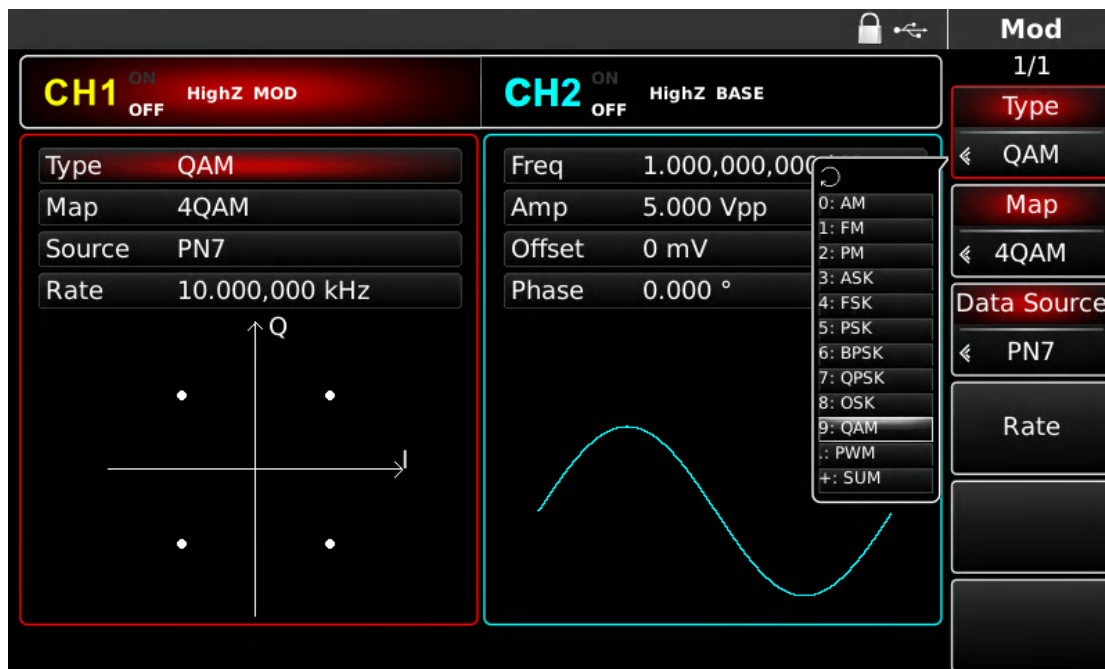 Mod
1/1
CH1 ON OFF HighZ MOD
CH2 ON OFF HighZ BASE
Type QAM
Map 4QAM
Source PN7
Rate 10.000,000 kHz
Q
I
Freq 1.000,000,000
Amp 5.000 Vpp
Offset 0 mV
Phase 0.000 °
0: AM
1: FM
2: PM
3: ASK
4: FSK
5: PSK
6: BPSK
7: QPSK
8: OSK
9: QAM
.: PWM
+: SUM
Type
QAM
Map
4QAM
Data Source
PN7
Rate